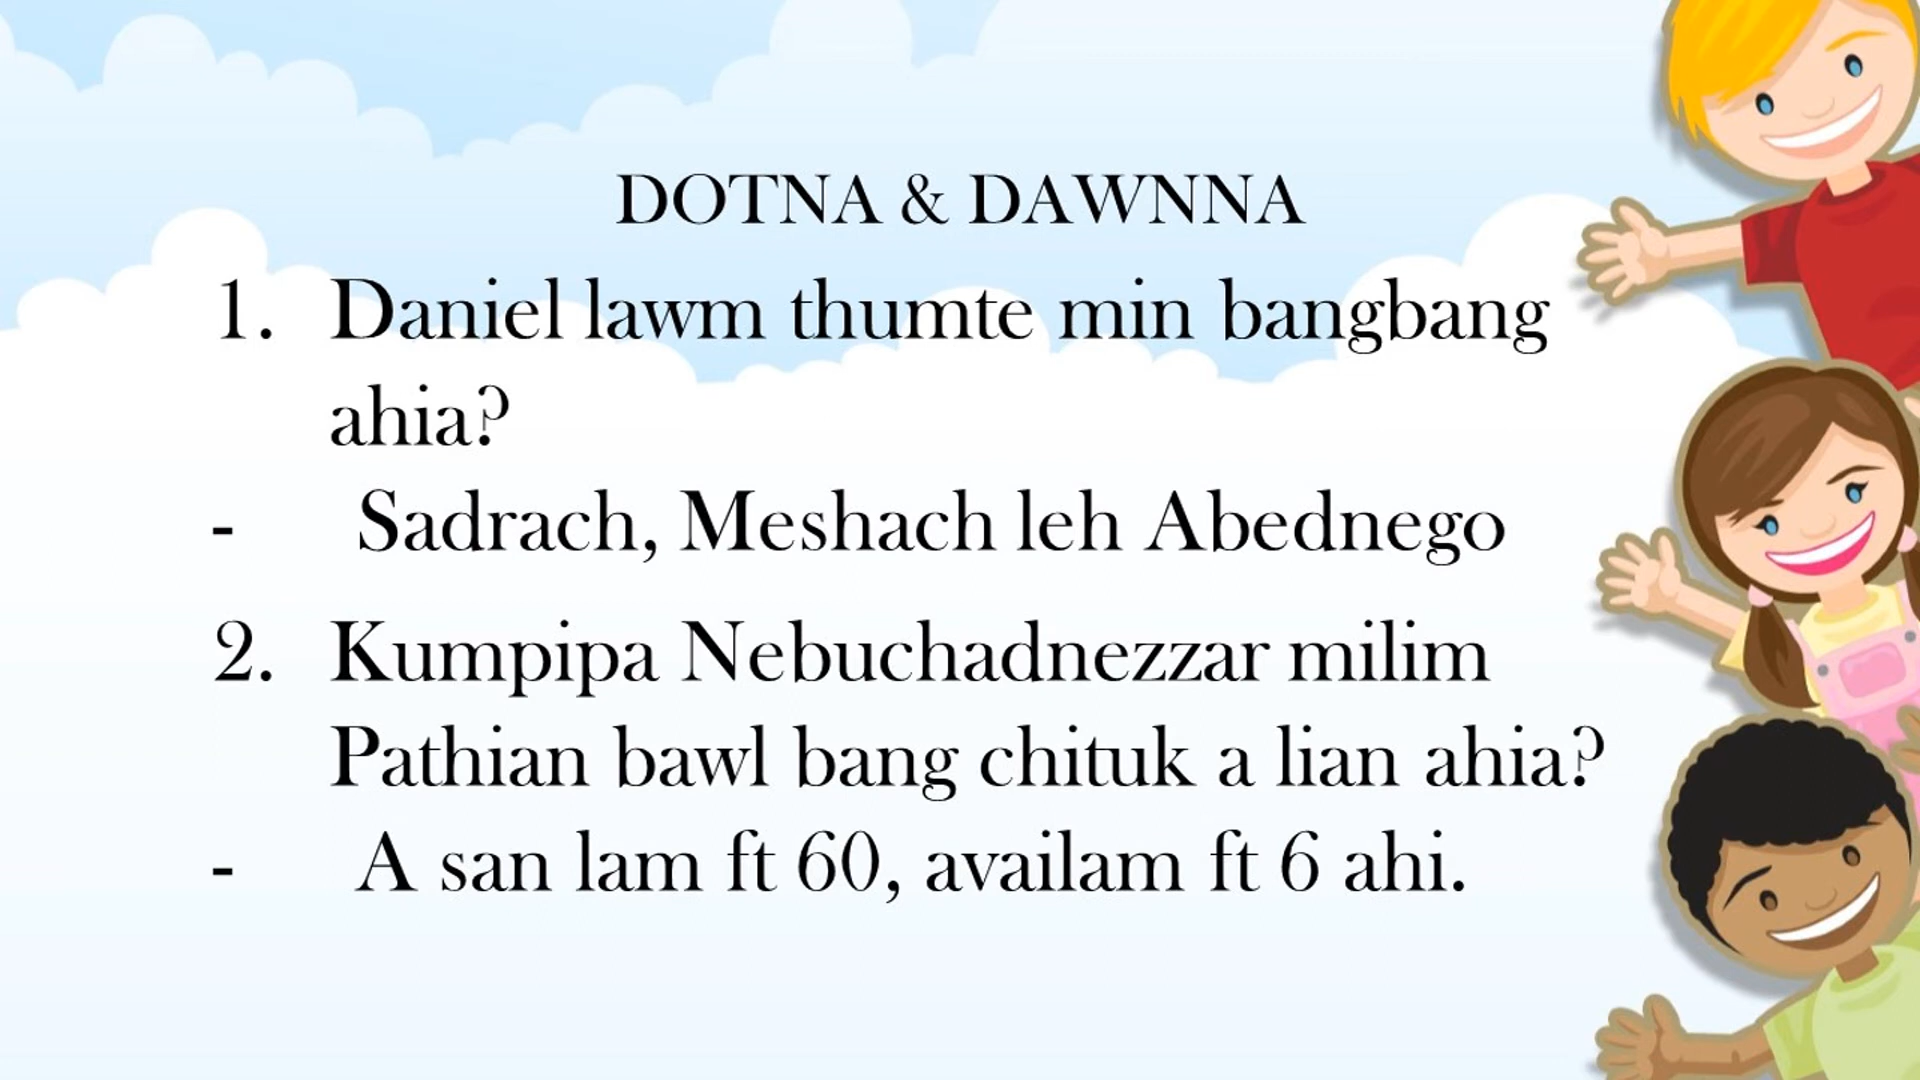 DOTNA & DAWNNA
1. Daniel lawm thumte min bangbang
ahia?
- Sadrach, Meshach leh Abednego
2. Kumpipa Nebuchadnezzar milim
Pathian bawl bang chituk a lian ahia?
- A san lam ft 60, availam ft 6 ahi.